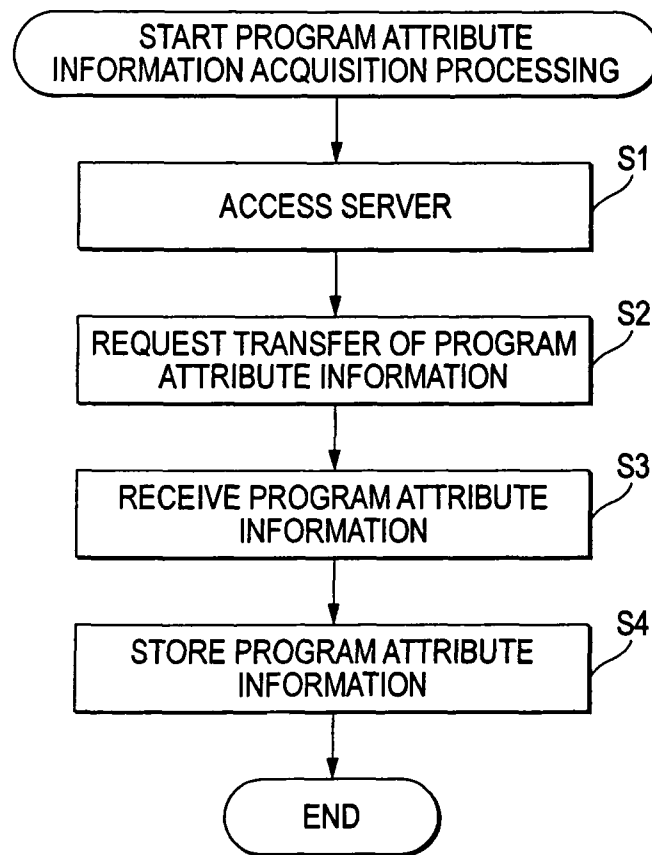 START PROGRAM ATTRIBUTE
INFORMATION ACQUISITION PROCESSING
S1
ACCESS SERVER
S2
REQUEST TRANSFER OF PROGRAM
ATTRIBUTE INFORMATION
S3
RECEIVE PROGRAM ATTRIBUTE
INFORMATION
S4
STORE PROGRAM ATTRIBUTE
INFORMATION
END